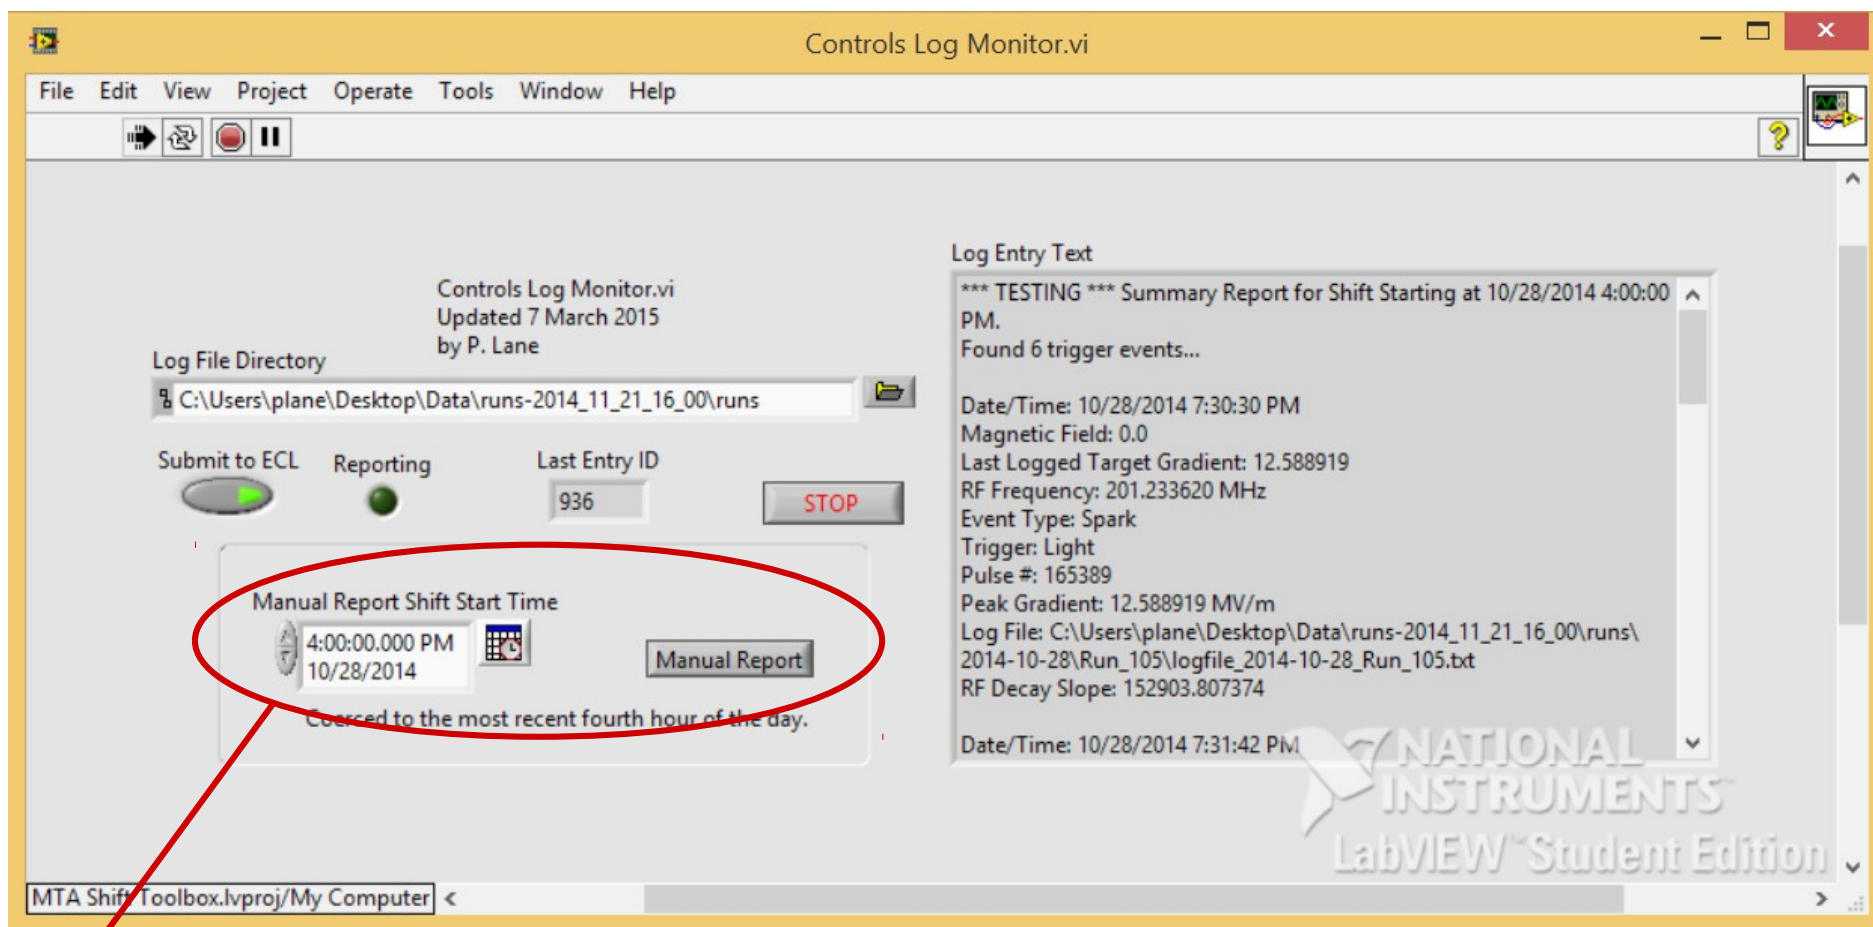 Controls Log Monitor.vi
File Edit View Project Operate Tools Window Help
?
Controls Log Monitor.vi
Updated 7 March 2015
by P. Lane
Log File Directory
C:\Users\plane\Desktop\Data\runs-2014_11_21_16_00\runs
Submit to ECL
Reporting
Last Entry ID
936
STOP
Manual Report Shift Start Time
4:00:00.000 PM
10/28/2014
Manual Report
Coerced to the most recent fourth hour of the day.
Log Entry Text
*** TESTING *** Summary Report for Shift Starting at 10/28/2014 4:00:00
PM.
Found 6 trigger events...
Date/Time: 10/28/2014 7:30:30 PM
Magnetic Field: 0.0
Last Logged Target Gradient: 12.588919
RF Frequency: 201.233620 MHz
Event Type: Spark
Trigger: Light
Pulse #: 165389
Peak Gradient: 12.588919 MV/m
Log File: C:\Users\plane\Desktop\Data\runs-2014_11_21_16_00\runs\
2014-10-28\Run_105\logfile_2014-10-28_Run_105.txt
RF Decay Slope: 152903.807374
Date/Time: 10/28/2014 7:31:42 PM
NATIONAL
INSTRUMENTS™
LabVIEW™ Student Edition
MTA Shift Toolbox.lvproj/My Computer